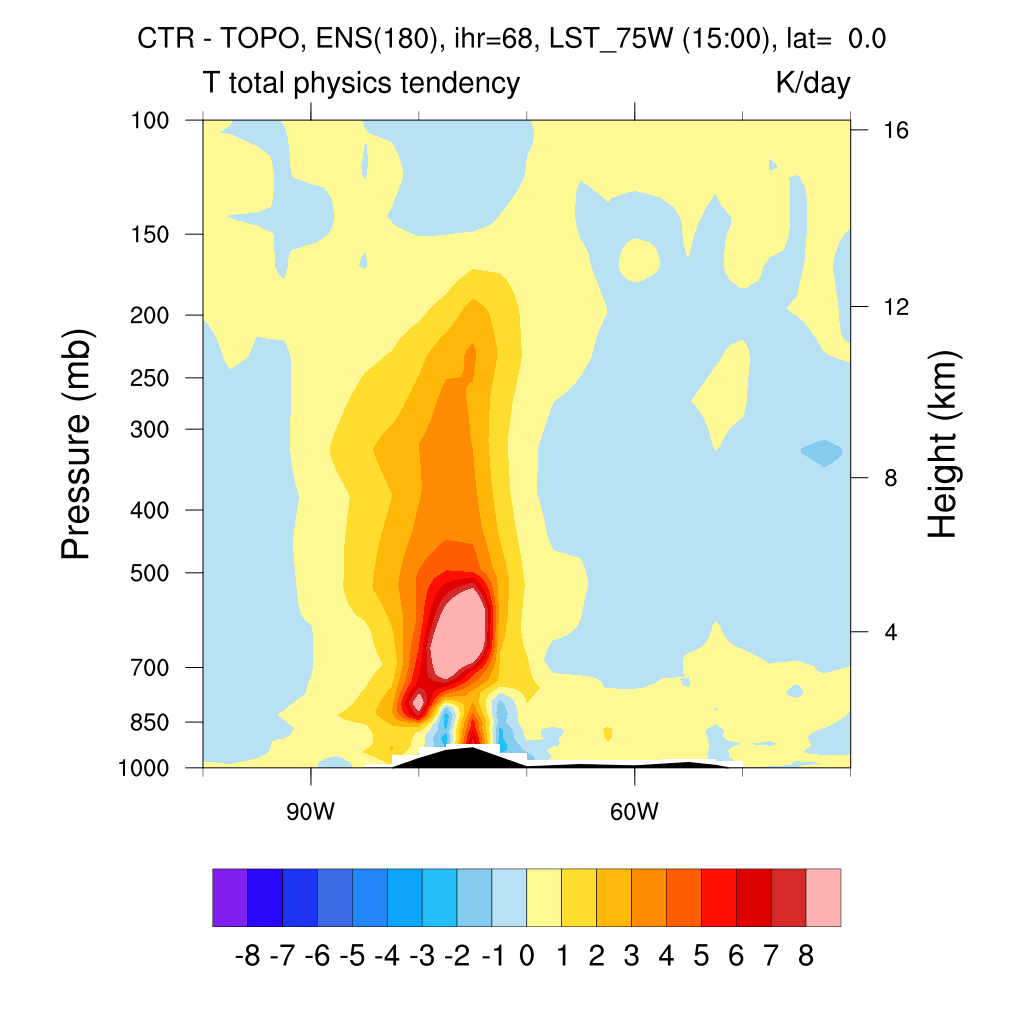 CTR - TOPO, ENS(180), ihr=68, LST_75W (15:00), lat=  0.0
T total physics tendency K/day
100
150
200
250
300
400
500
700
850
1000
Pressure (mb)
16
12
8
4
Height (km)
90W 60W
-8 -7 -6 -5 -4 -3 -2 -1 0 1 2 3 4 5 6 7 8